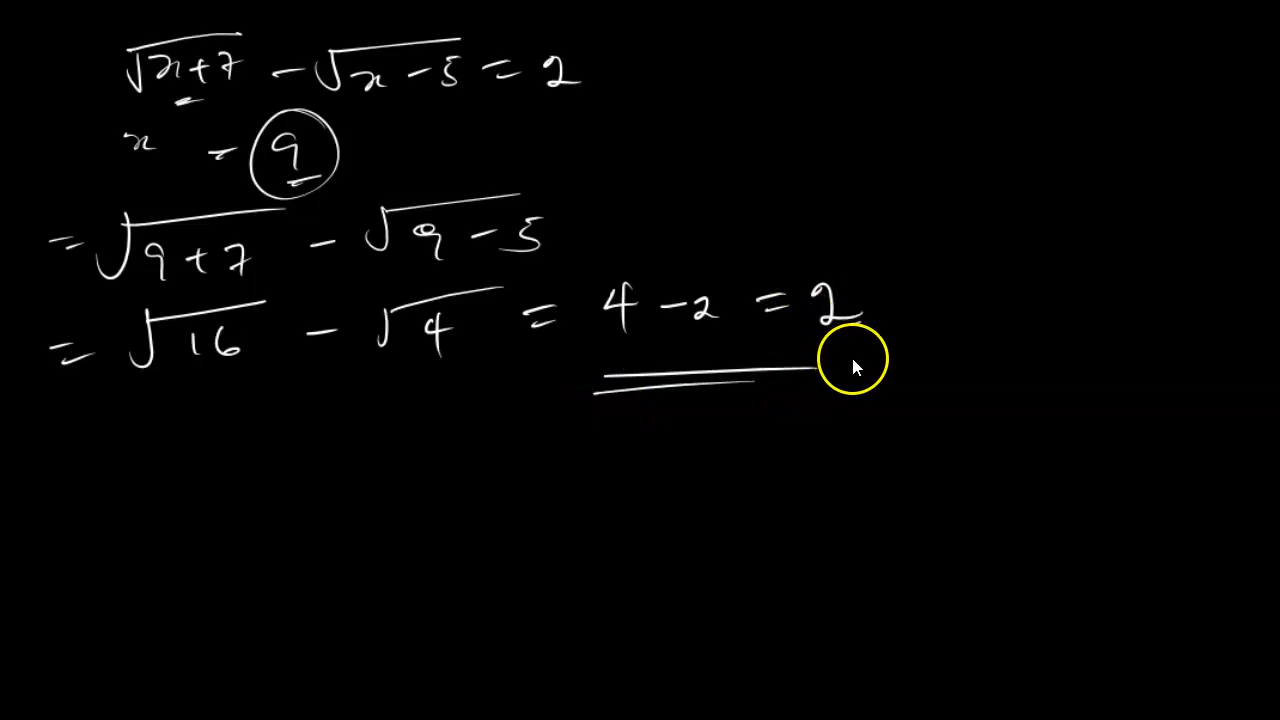 √x+7 - √x-5 = 2
x = 9
= √9+7 - √9-5
= √16 - √4 = 4-2 = 2